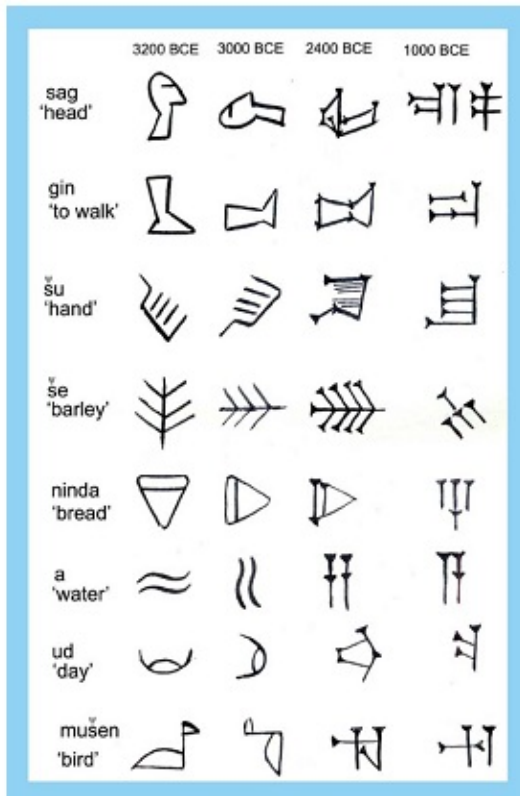 3200 BCE 3000 BCE 2400 BCE 1000 BCE
sag
'head'
gin
'to walk'
šu
'hand'
še
'barley'
ninda
'bread'
a
'water'
ud
'day'
mušen
'bird'